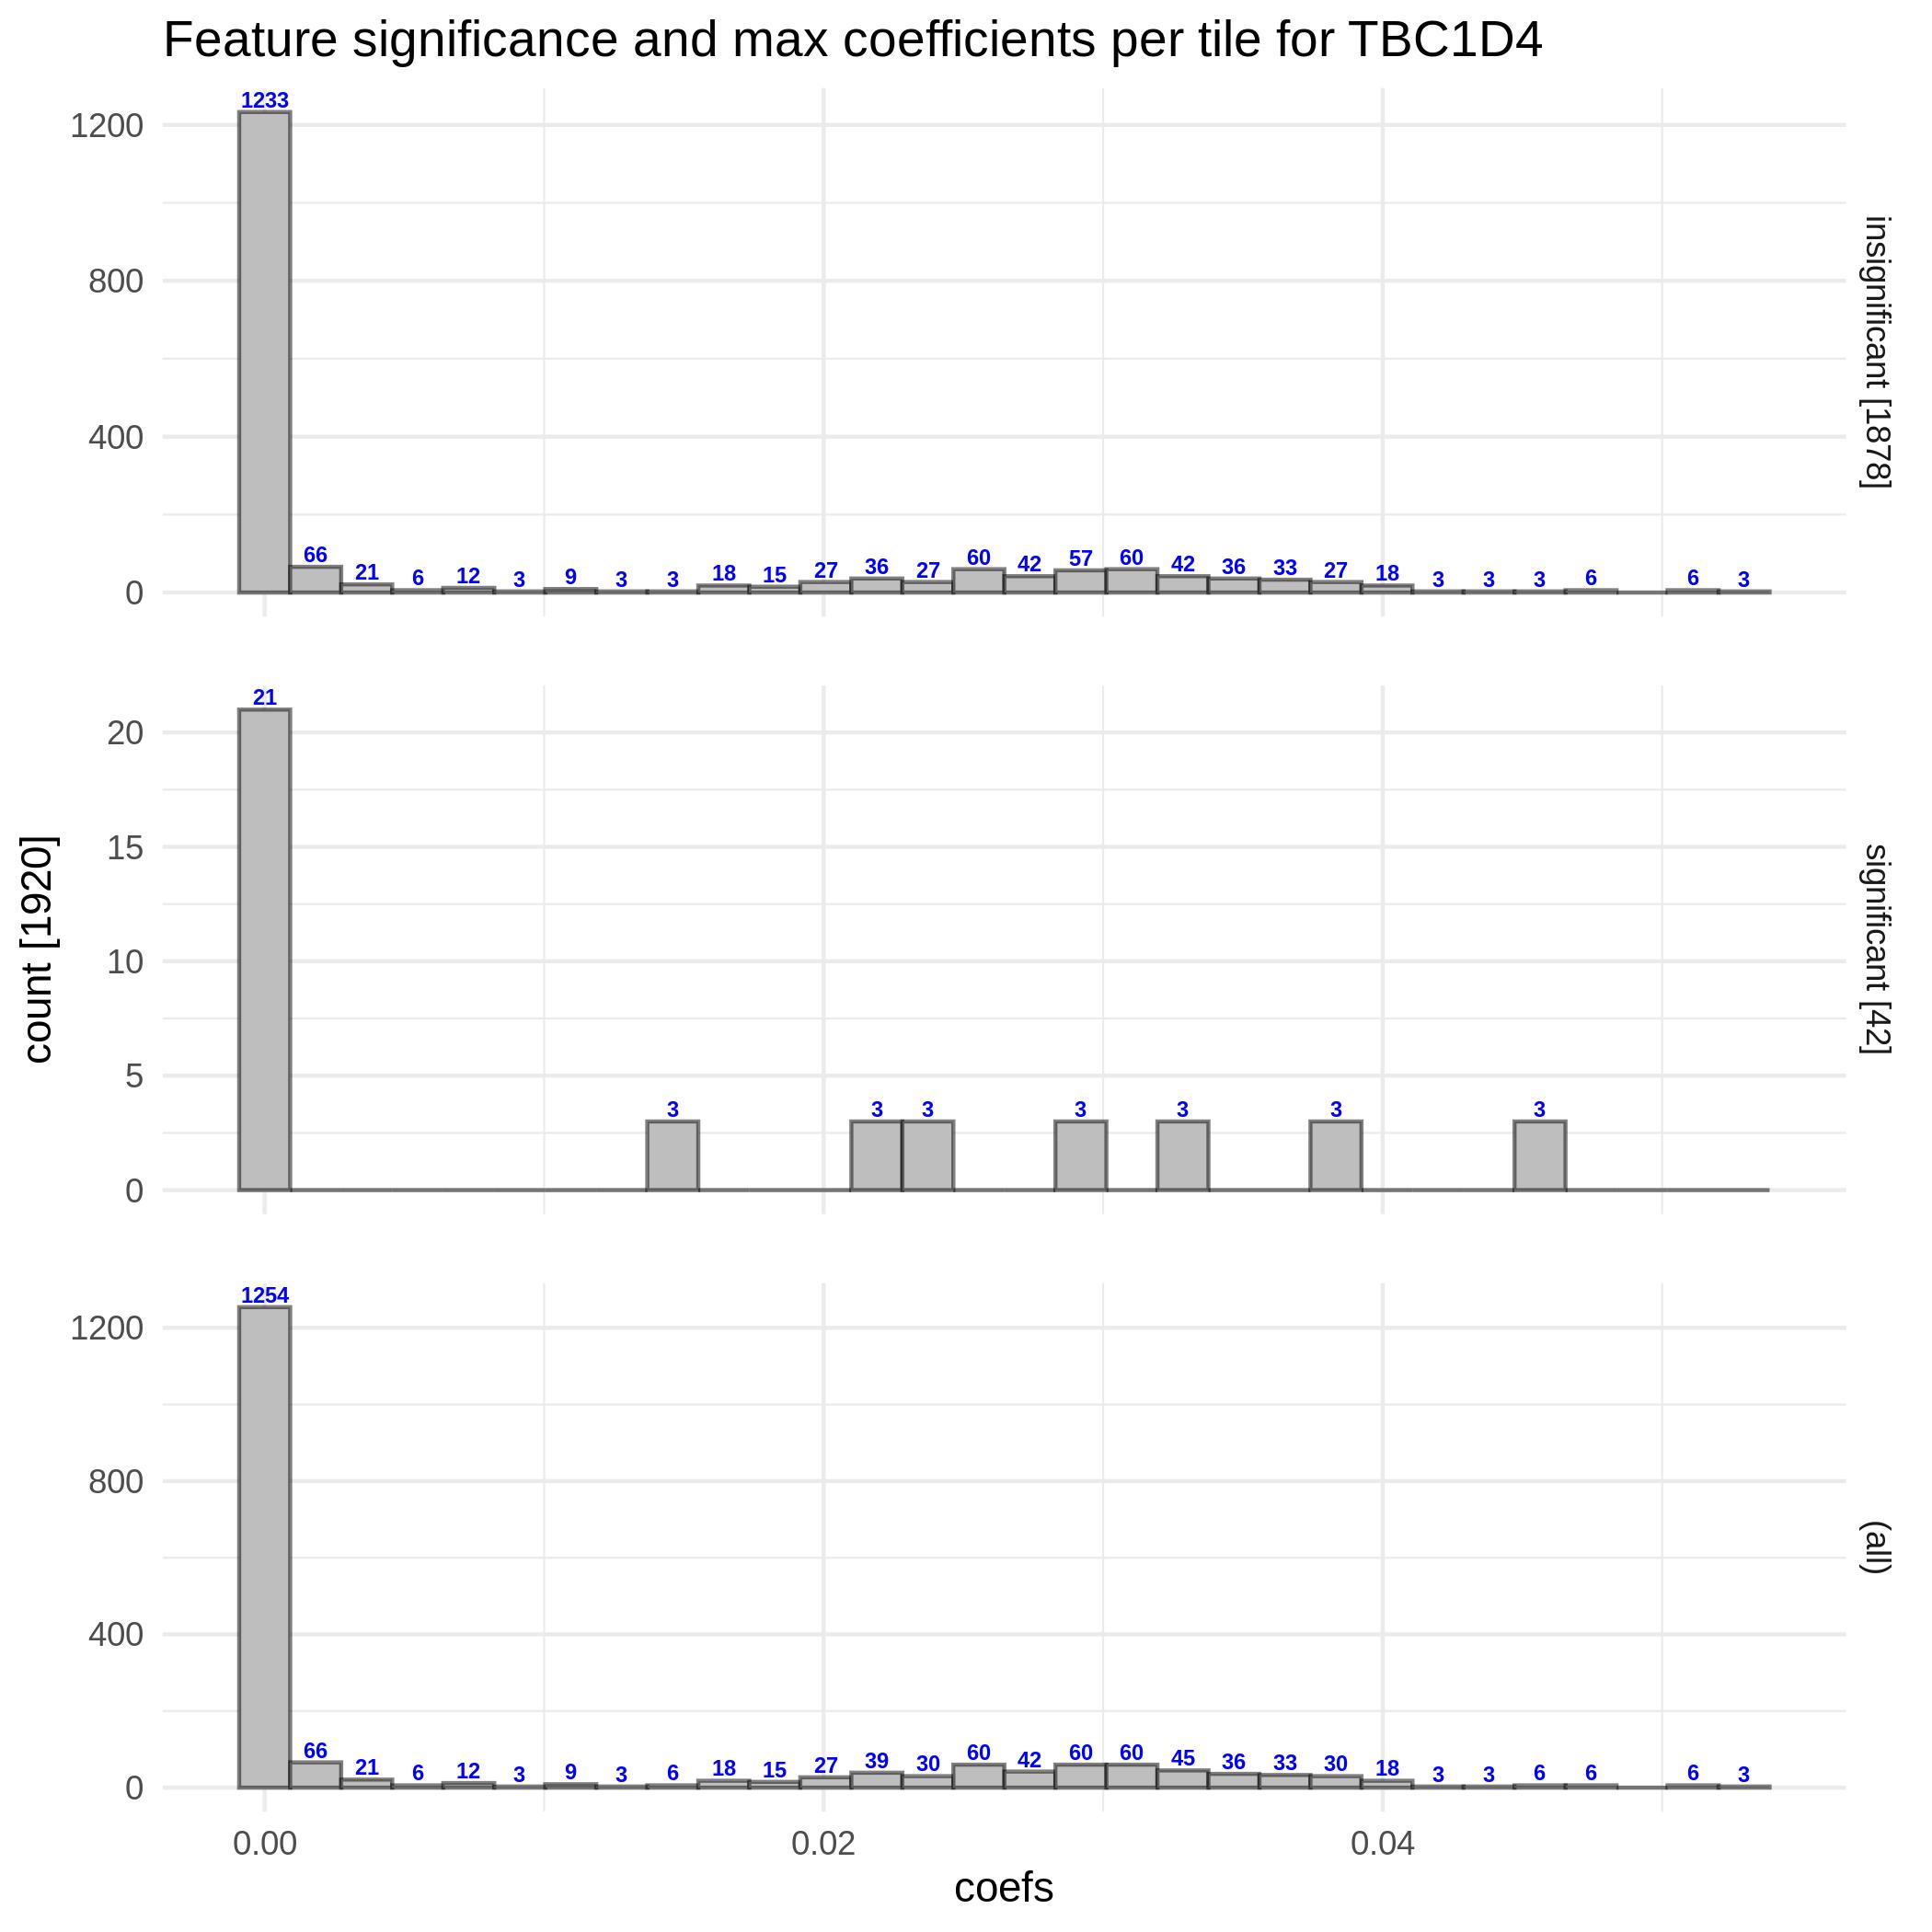 Feature significance and max coefficients per tile for TBC1D4
1233
1200
800
400
0
66 21 6 12 3 9 3 3 18 15 27 36 27 60 42 57 60 42 36 33 27 18 3 3 3 6 6 3
insignificant [1878]
21
20
15
10
5
0
3 3 3 3 3 3 3
significant [42]
count [1920]
1254
1200
800
400
0
66 21 6 12 3 9 3 6 18 15 27 39 30 60 42 60 60 45 36 33 30 18 3 3 6 6 6 3
(all)
0.00 0.02 0.04
coefs